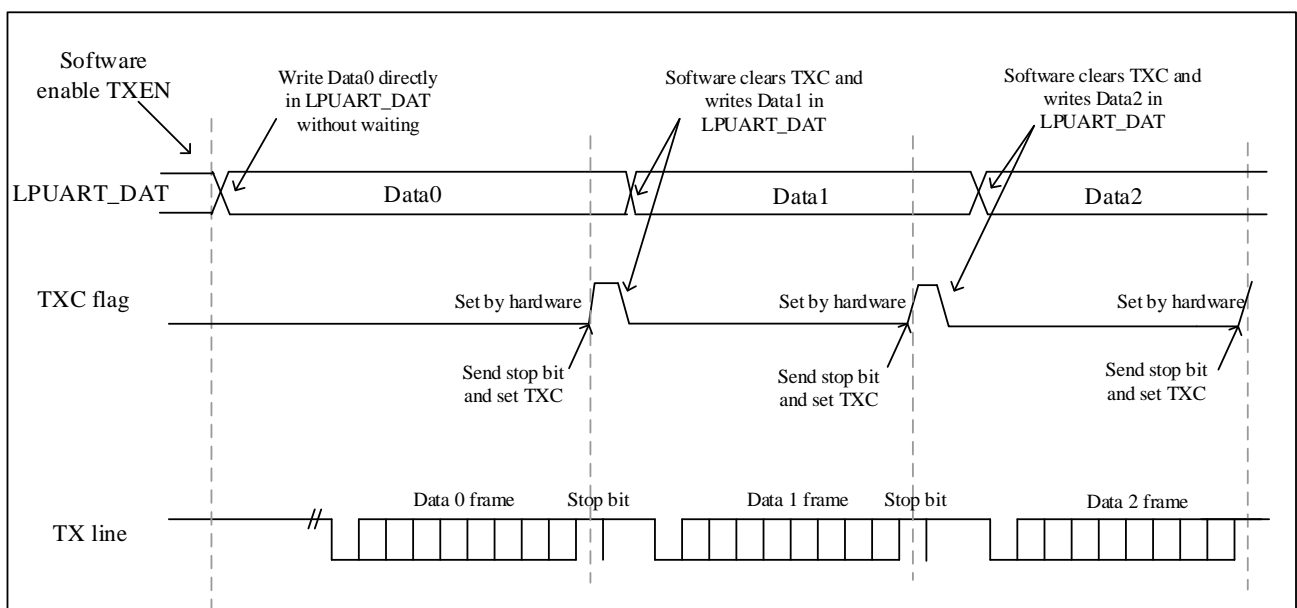 Software
enable TXEN
Write Data0 directly
in LPUART_DAT
without waiting
Software clears TXC and
writes Data1 in
LPUART_DAT
Software clears TXC and
writes Data2 in
LPUART_DAT
LPUART_DAT
Data0
Data1
Data2
TXC flag
Set by hardware
Set by hardware
Set by hardware
Send stop bit
and set TXC
Send stop bit
and set TXC
Send stop bit
and set TXC
Data 0 frame
Stop bit
Data 1 frame
Stop bit
Data 2 frame
TX line